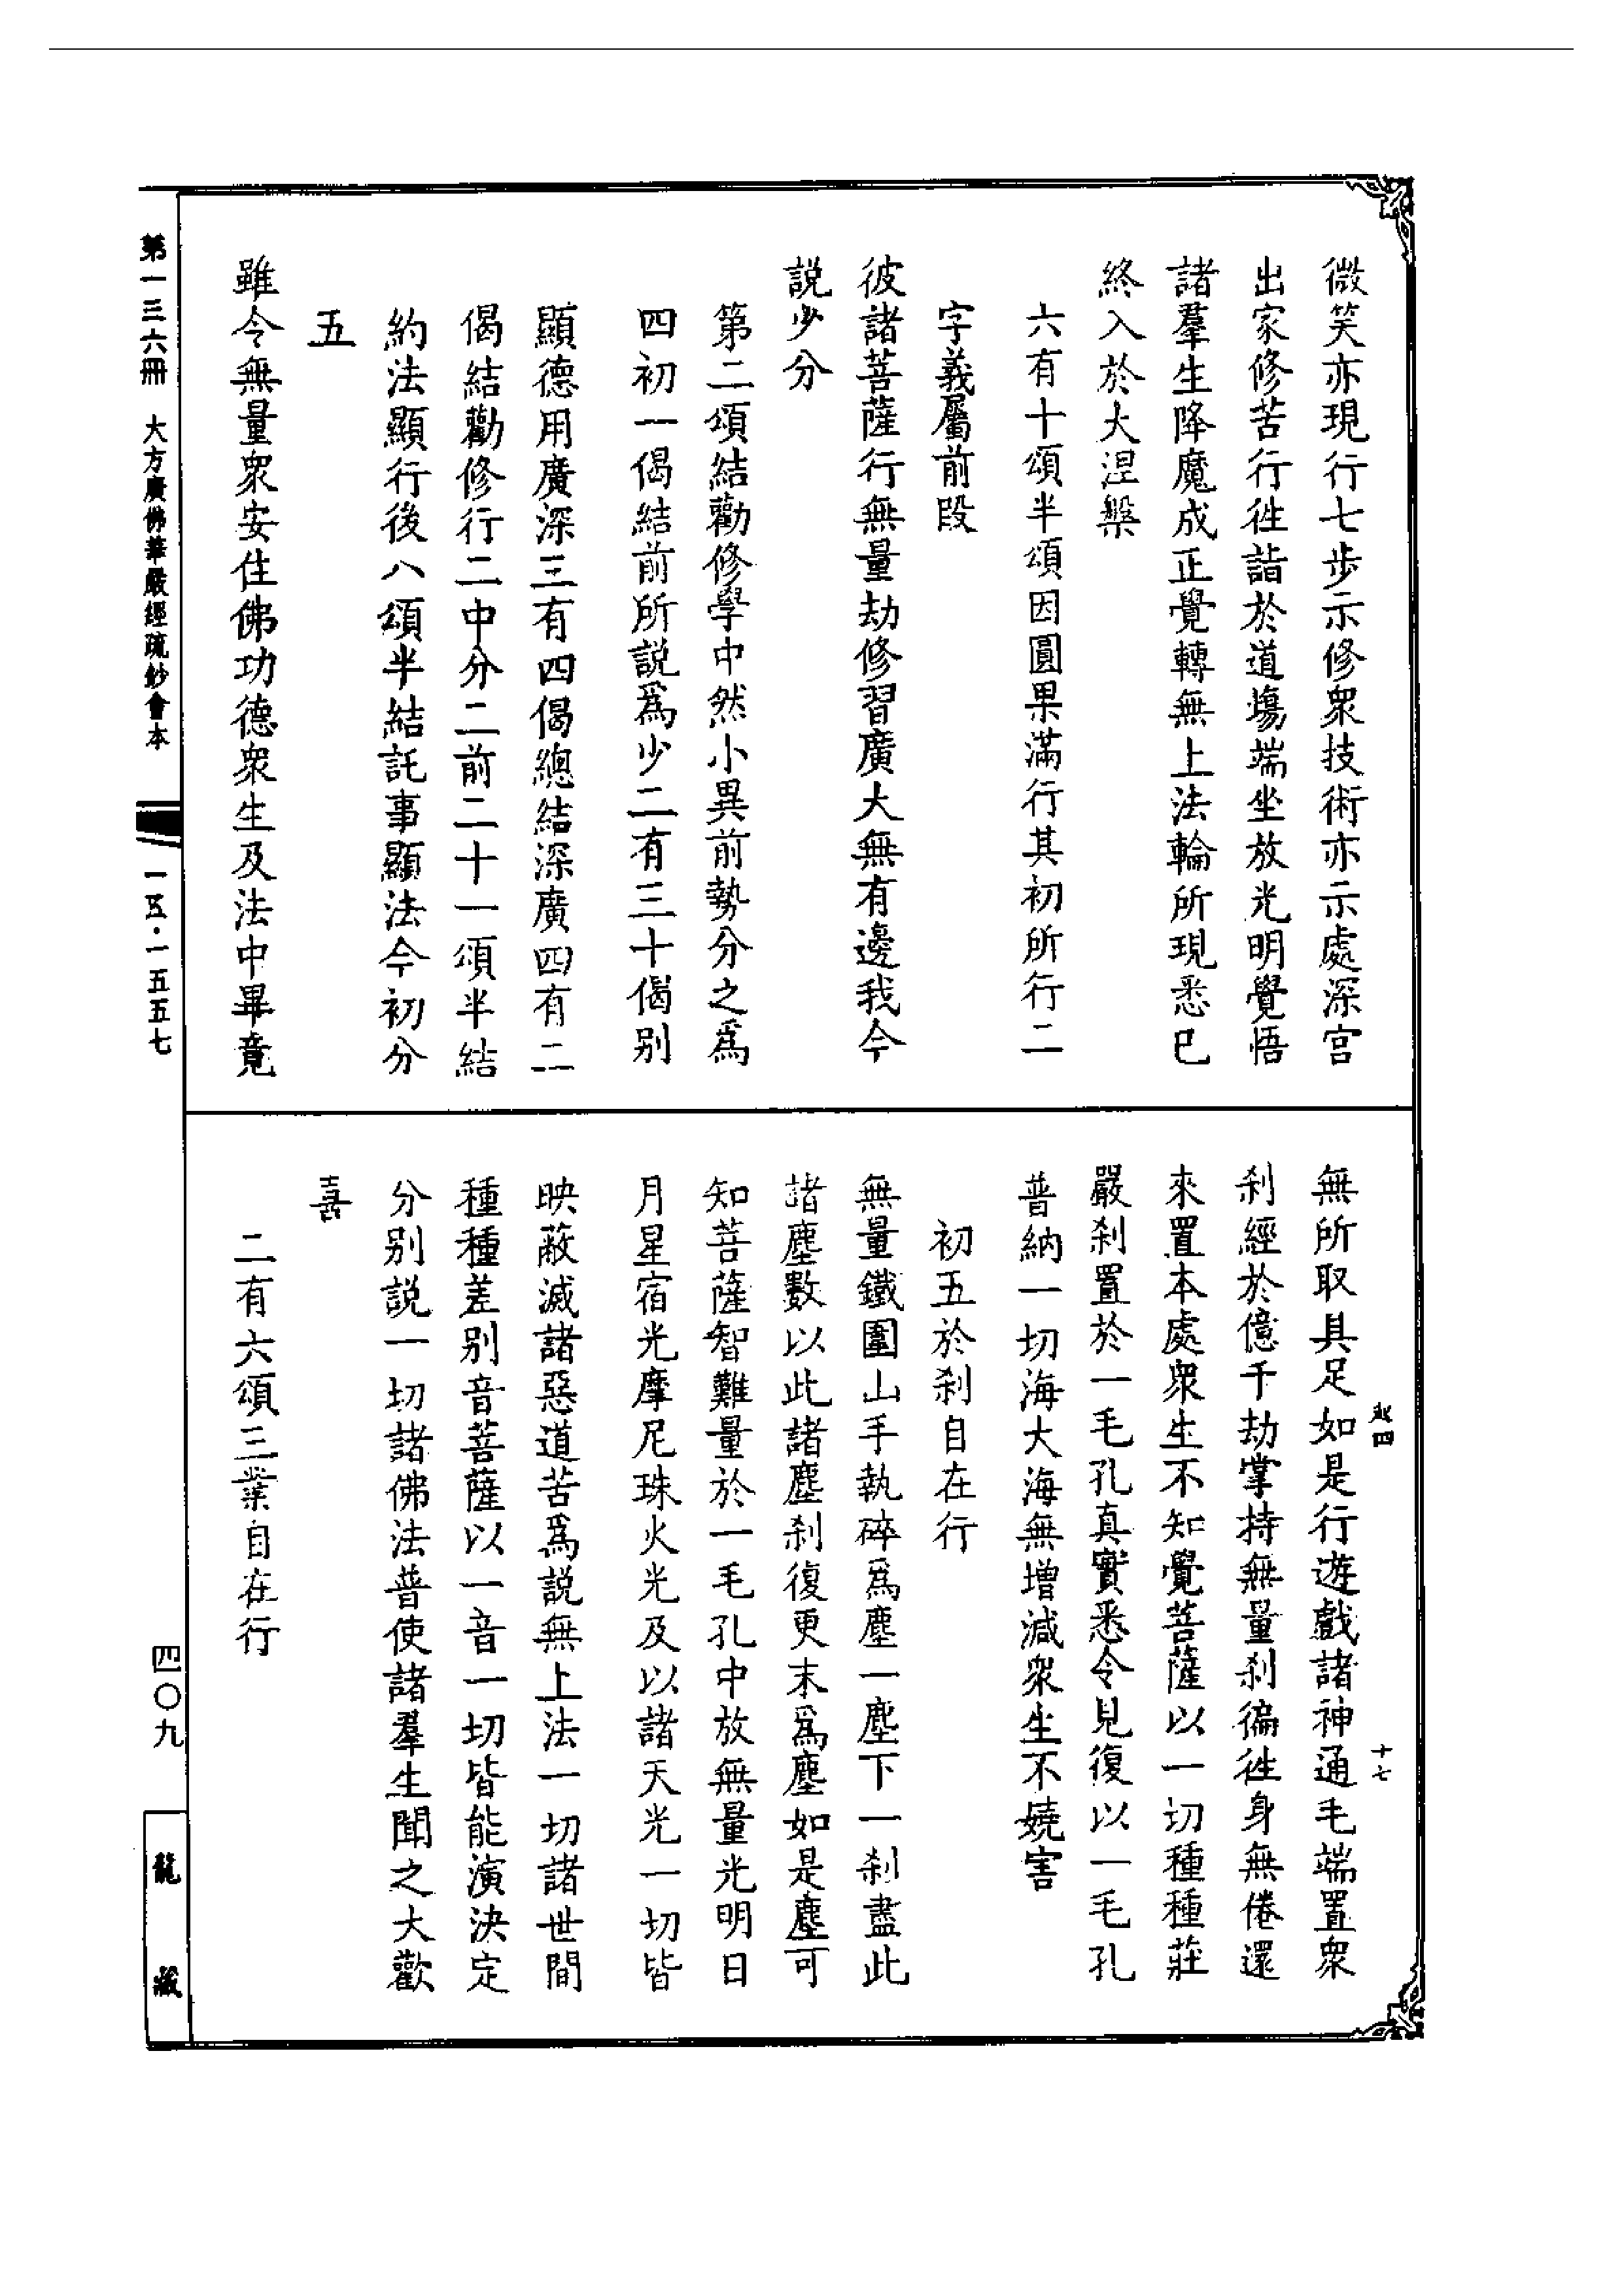 微笑亦現行七步示修衆技術亦示處深宮
出家修苦行徃詣於道塲端坐放光明覺悟
諸羣生降魔成正覺轉無上法輪所現悉巳
終入於大涅槃
六有十頌半頌因圓果滿行其初所行二
字義屬前段
彼諸菩薩行無量劫修習廣大無有邊我今
説少分
第二頌結勸修學中然小異前勢分之爲
四初一偈結前所説爲少二有三十偈别
顯德用廣深三有四偈總結深廣四有二
偈結勸修行二中分二前二十一頌半結
約法顯行後八頌半結託事顯法今初分
五
雖令無量衆安住佛功德衆生及法中畢竟
無所取具足如是行遊戲諸神通毛端置衆
刹經於億千劫掌持無量刹徧徃身無倦還
來置本處衆生不知覺菩薩以一切種種莊
嚴刹置於一毛孔真實悉令見復以一毛孔
普納一切海大海無增減衆生不嬈害
初五於刹自在行
無量鐵圍山手執碎爲塵一塵下一刹盡此
諸塵數以此諸塵刹復更末爲塵如是塵可
知菩薩智難量於一毛孔中放無量光明日
月星宿光摩尼珠火光及以諸天光一切皆
映蔽滅諸惡道苦爲説無上法一切諸世間
種種差别音菩薩以一音一切皆能演決定
分别説一切諸佛法普使諸羣生聞之大歡
喜
二有六頌三業自在行
四
十七
第一三六冊 大方廣佛華嚴經疏鈔會本
一五·一五五七
四〇九
龍藏